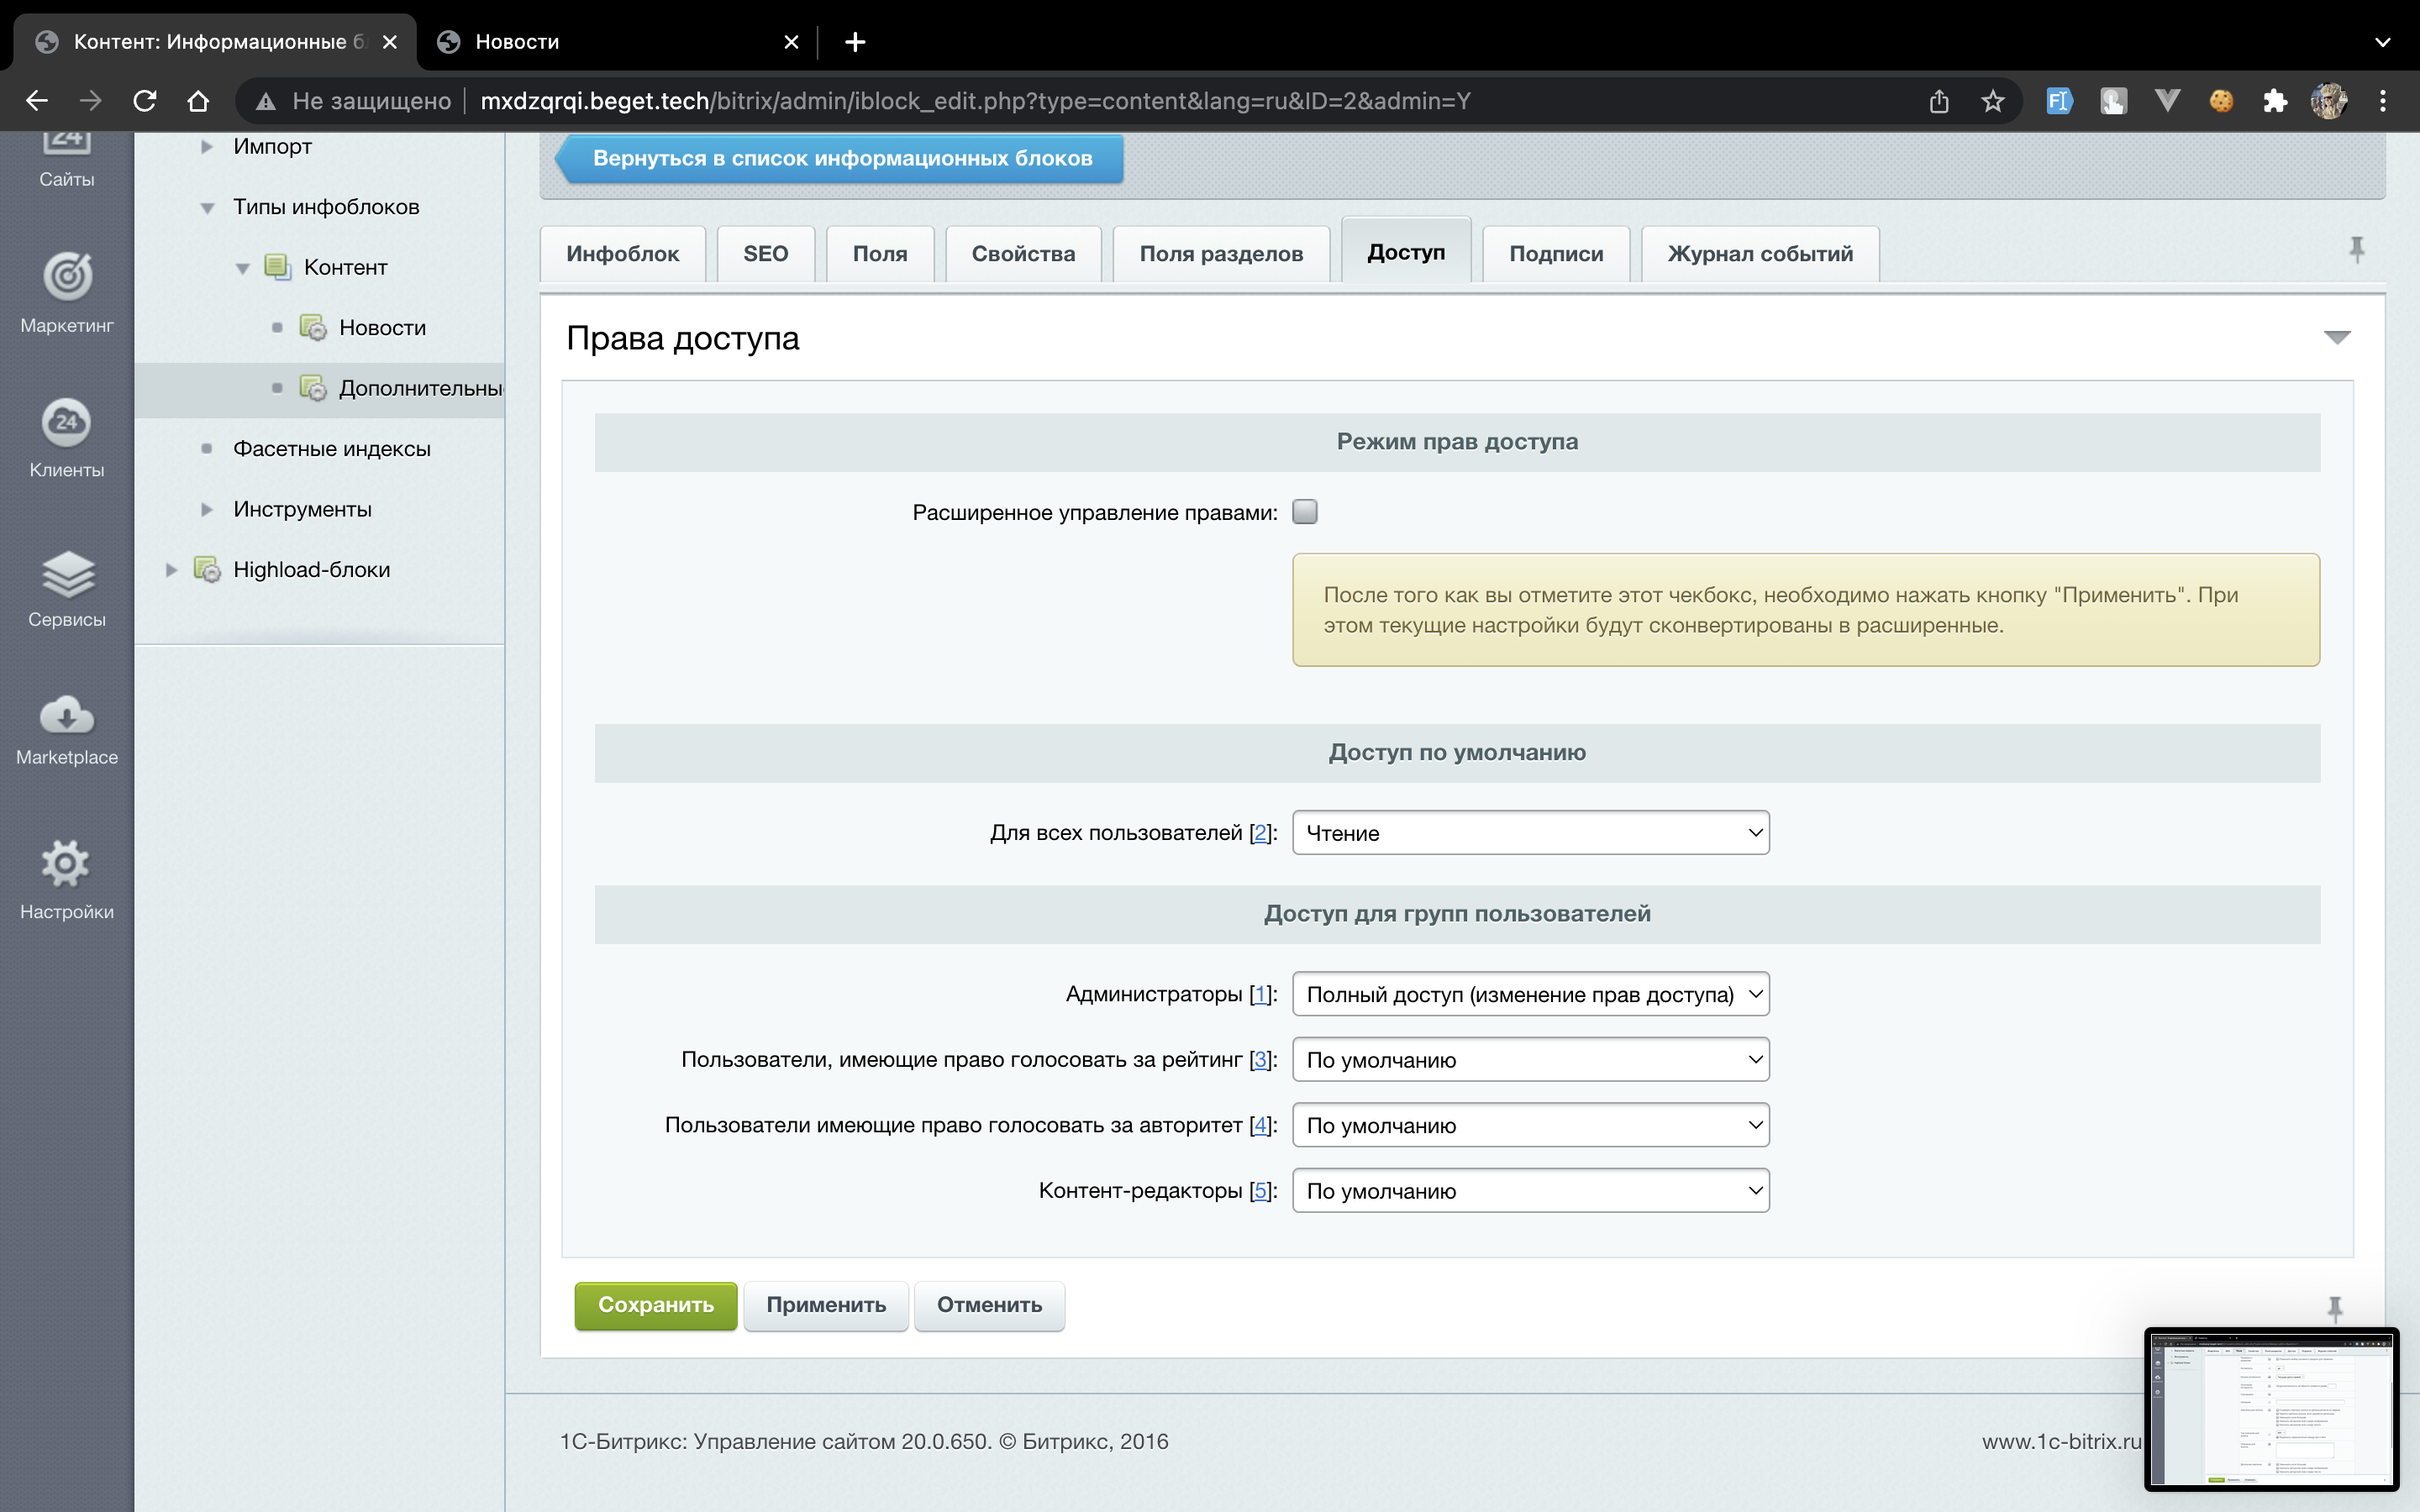 Контент: Информационные б
Новости
Не защищено
mxdzqrqi.beget.tech/bitrix/admin/iblock_edit.php?type=content&lang=ru&ID=2&admin=Y
24
Сайты
Маркетинг
24
Клиенты
Сервисы
Marketplace
Настройки
Импорт
Типы инфоблоков
Контент
Новости
Дополнительны
Фасетные индексы
Инструменты
Highload-блоки
Вернуться в список информационных блоков
Инфоблок
SEO
Поля
Свойства
Поля разделов
Доступ
Подписи
Журнал событий
Права доступа
Режим прав доступа
Расширенное управление правами:
После того как вы отметите этот чекбокс, необходимо нажать кнопку "Применить". При
этом текущие настройки будут сконвертированы в расширенные.
Доступ по умолчанию
Для всех пользователей [2]: Чтение
Доступ для групп пользователей
Администраторы [1]: Полный доступ (изменение прав доступа)
Пользователи, имеющие право голосовать за рейтинг [3]: По умолчанию
Пользователи имеющие право голосовать за авторитет [4]: По умолчанию
Контент-редакторы [5]: По умолчанию
Сохранить
Применить
Отменить
1С-Битрикс: Управление сайтом 20.0.650. © Битрикс, 2016
www.1c-bitrix.ru